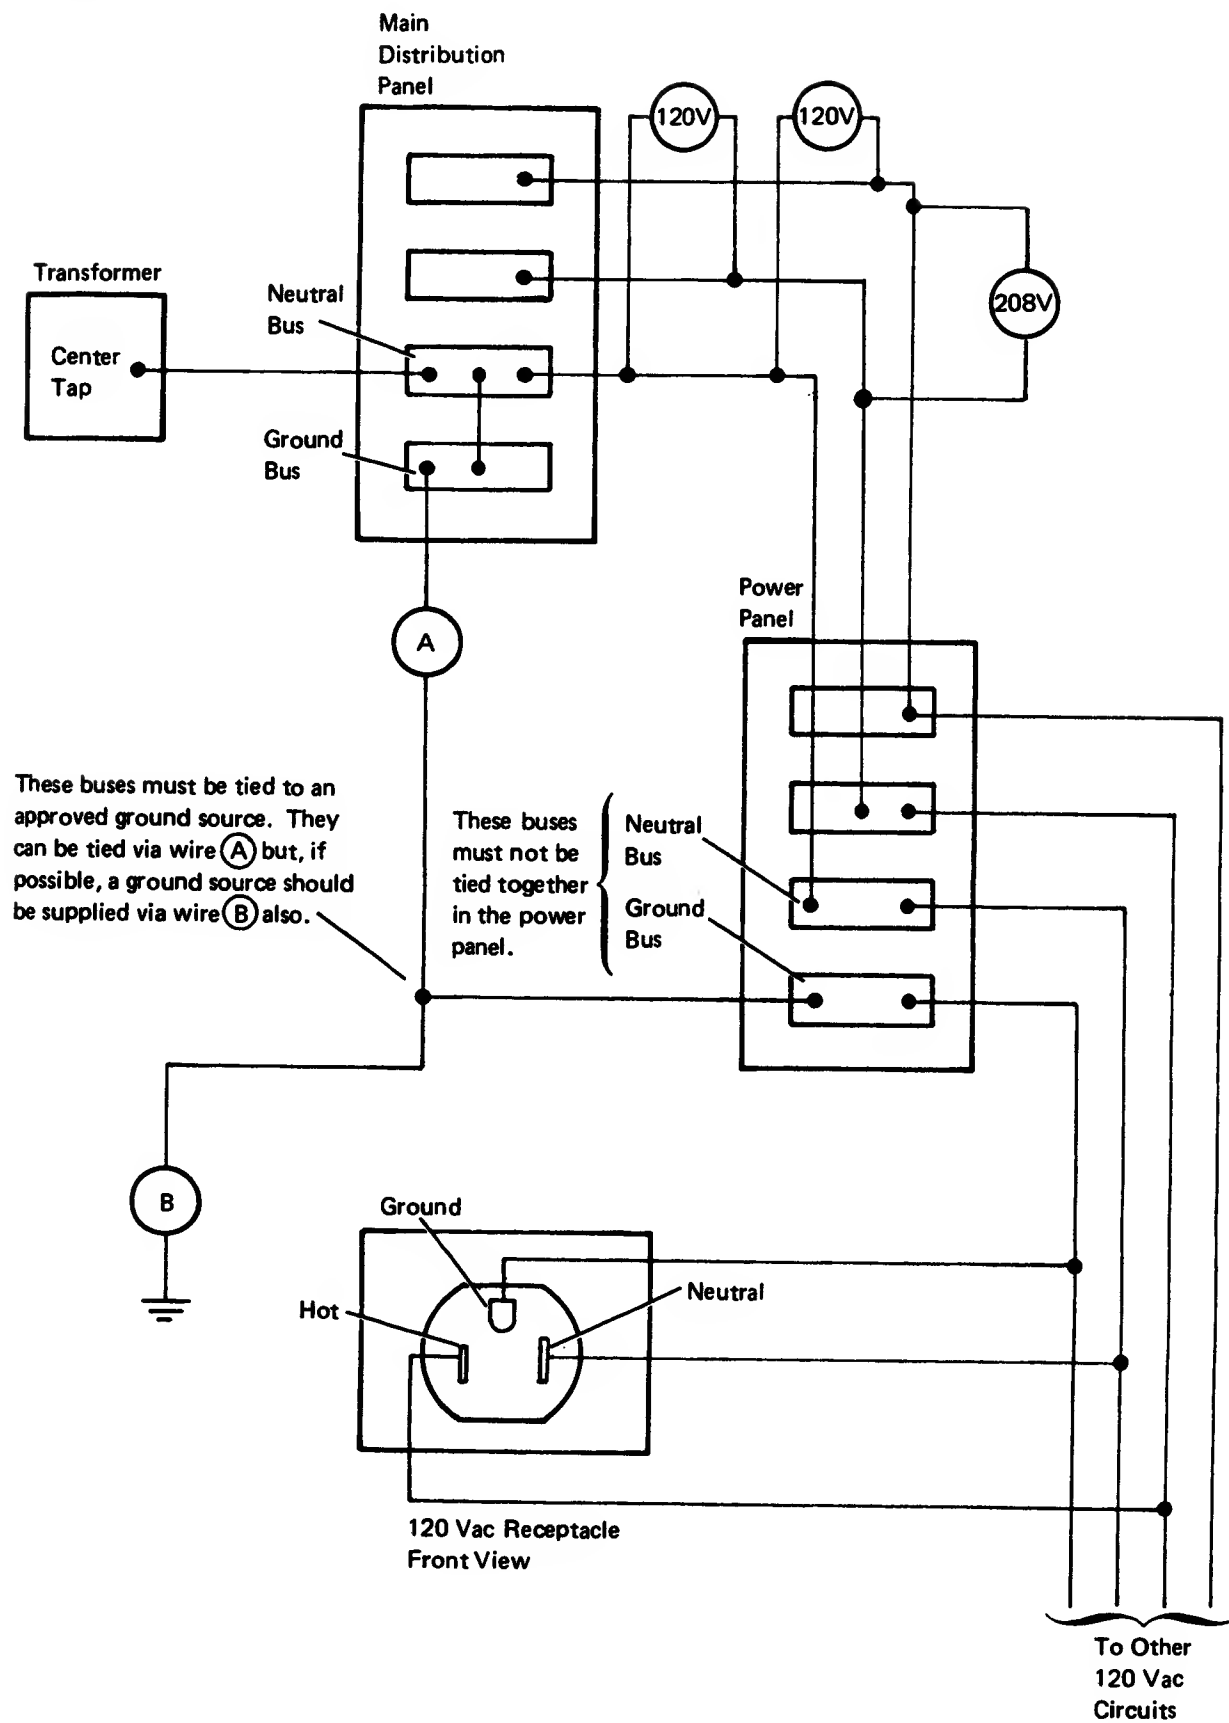 Main
Distribution
Panel
120V
120V
Transformer
Neutral
Bus
208V
Center
Tap
Ground
Bus
Power
Panel
A
These buses must be tied to an
approved ground source. They
can be tied via wire A but, if
possible, a ground source should
be supplied via wire B also.
These buses
must not be
tied together
in the power
panel.
Neutral
Bus
Ground
Bus
B
Ground
Neutral
Hot
120 Vac Receptacle
Front View
To Other
120 Vac
Circuits